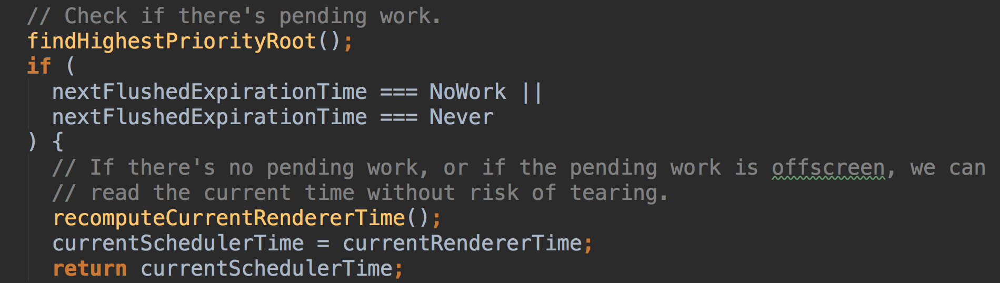 // Check if there's pending work.
findHighestPriorityRoot();
if (
  nextFlushedExpirationTime === NoWork ||
  nextFlushedExpirationTime === Never
) {
  // If there's no pending work, or if the pending work is offscreen, we can
  // read the current time without risk of tearing.
  recomputeCurrentRendererTime();
  currentSchedulerTime = currentRendererTime;
  return currentSchedulerTime;